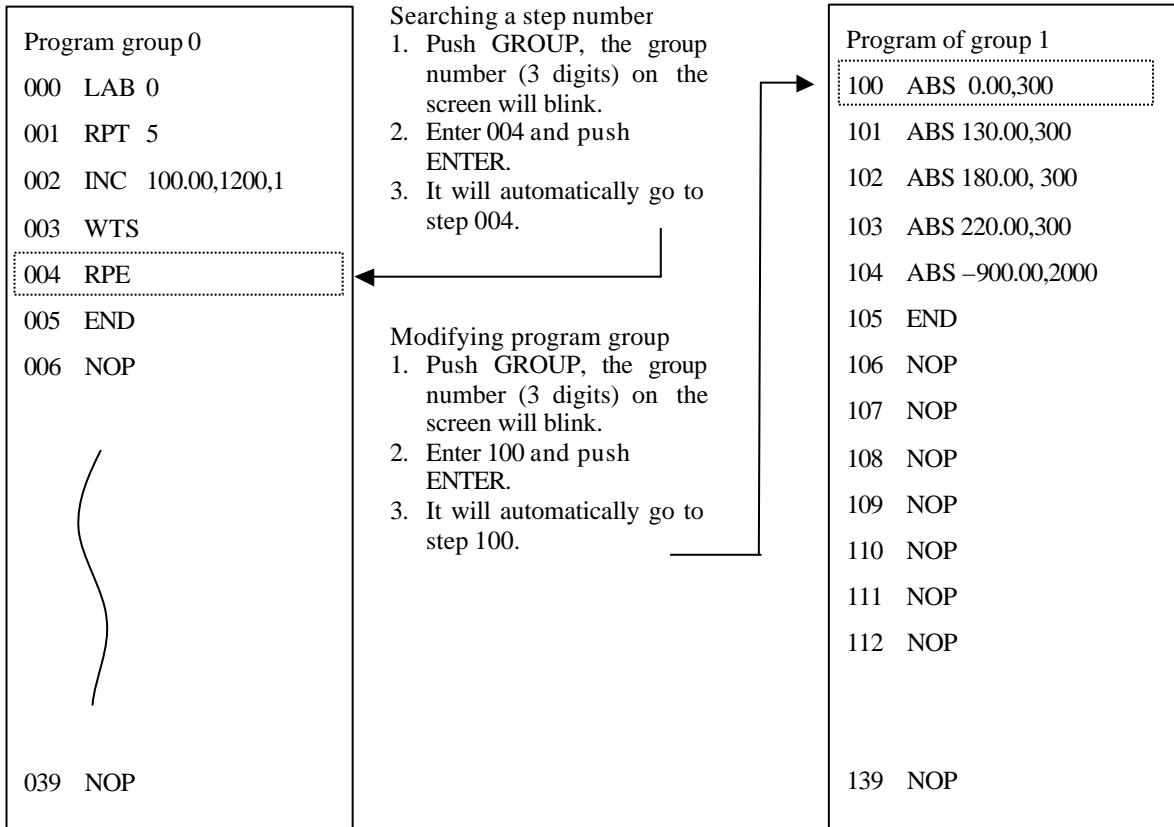 Program group 0
000 LAB 0
001 RPT 5
002 INC 100.00,1200,1
003 WTS
004 RPE
005 END
006 NOP
039 NOP
Searching a step number
1. Push GROUP, the group
number (3 digits) on the
screen will blink.
2. Enter 004 and push
ENTER.
3. It will automatically go to
step 004.
Modifying program group
1. Push GROUP, the group
number (3 digits) on the
screen will blink.
2. Enter 100 and push
ENTER.
3. It will automatically go to
step 100.
Program of group 1
100 ABS 0.00,300
101 ABS 130.00,300
102 ABS 180.00, 300
103 ABS 220.00,300
104 ABS –900.00,2000
105 END
106 NOP
107 NOP
108 NOP
109 NOP
110 NOP
111 NOP
112 NOP
139 NOP